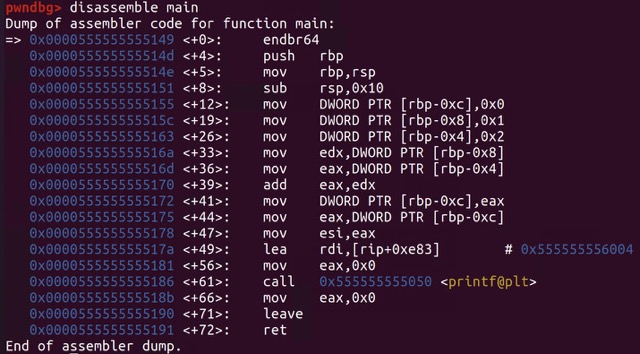 pwndbg> disassemble main
Dump of assembler code for function main:
=> 0x0000555555555149 <+0>: endbr64
0x000055555555514d <+4>: push rbp
0x000055555555514e <+5>: mov rbp,rsp
0x0000555555555151 <+8>: sub rsp,0x10
0x0000555555555155 <+12>: mov DWORD PTR [rbp-0xc],0x0
0x000055555555515c <+19>: mov DWORD PTR [rbp-0x8],0x1
0x0000555555555163 <+26>: mov DWORD PTR [rbp-0x4],0x2
0x000055555555516a <+33>: mov edx,DWORD PTR [rbp-0x8]
0x000055555555516d <+36>: mov eax,DWORD PTR [rbp-0x4]
0x0000555555555170 <+39>: add eax,edx
0x0000555555555172 <+41>: mov DWORD PTR [rbp-0xc],eax
0x0000555555555175 <+44>: mov eax,DWORD PTR [rbp-0xc]
0x0000555555555178 <+47>: mov esi,eax
0x000055555555517a <+49>: lea rdi,[rip+0xe83] # 0x555555556004
0x0000555555555181 <+56>: mov eax,0x0
0x0000555555555186 <+61>: call 0x555555555050 <printf@plt>
0x000055555555518b <+66>: mov eax,0x0
0x0000555555555190 <+71>: leave
0x0000555555555191 <+72>: ret
End of assembler dump.